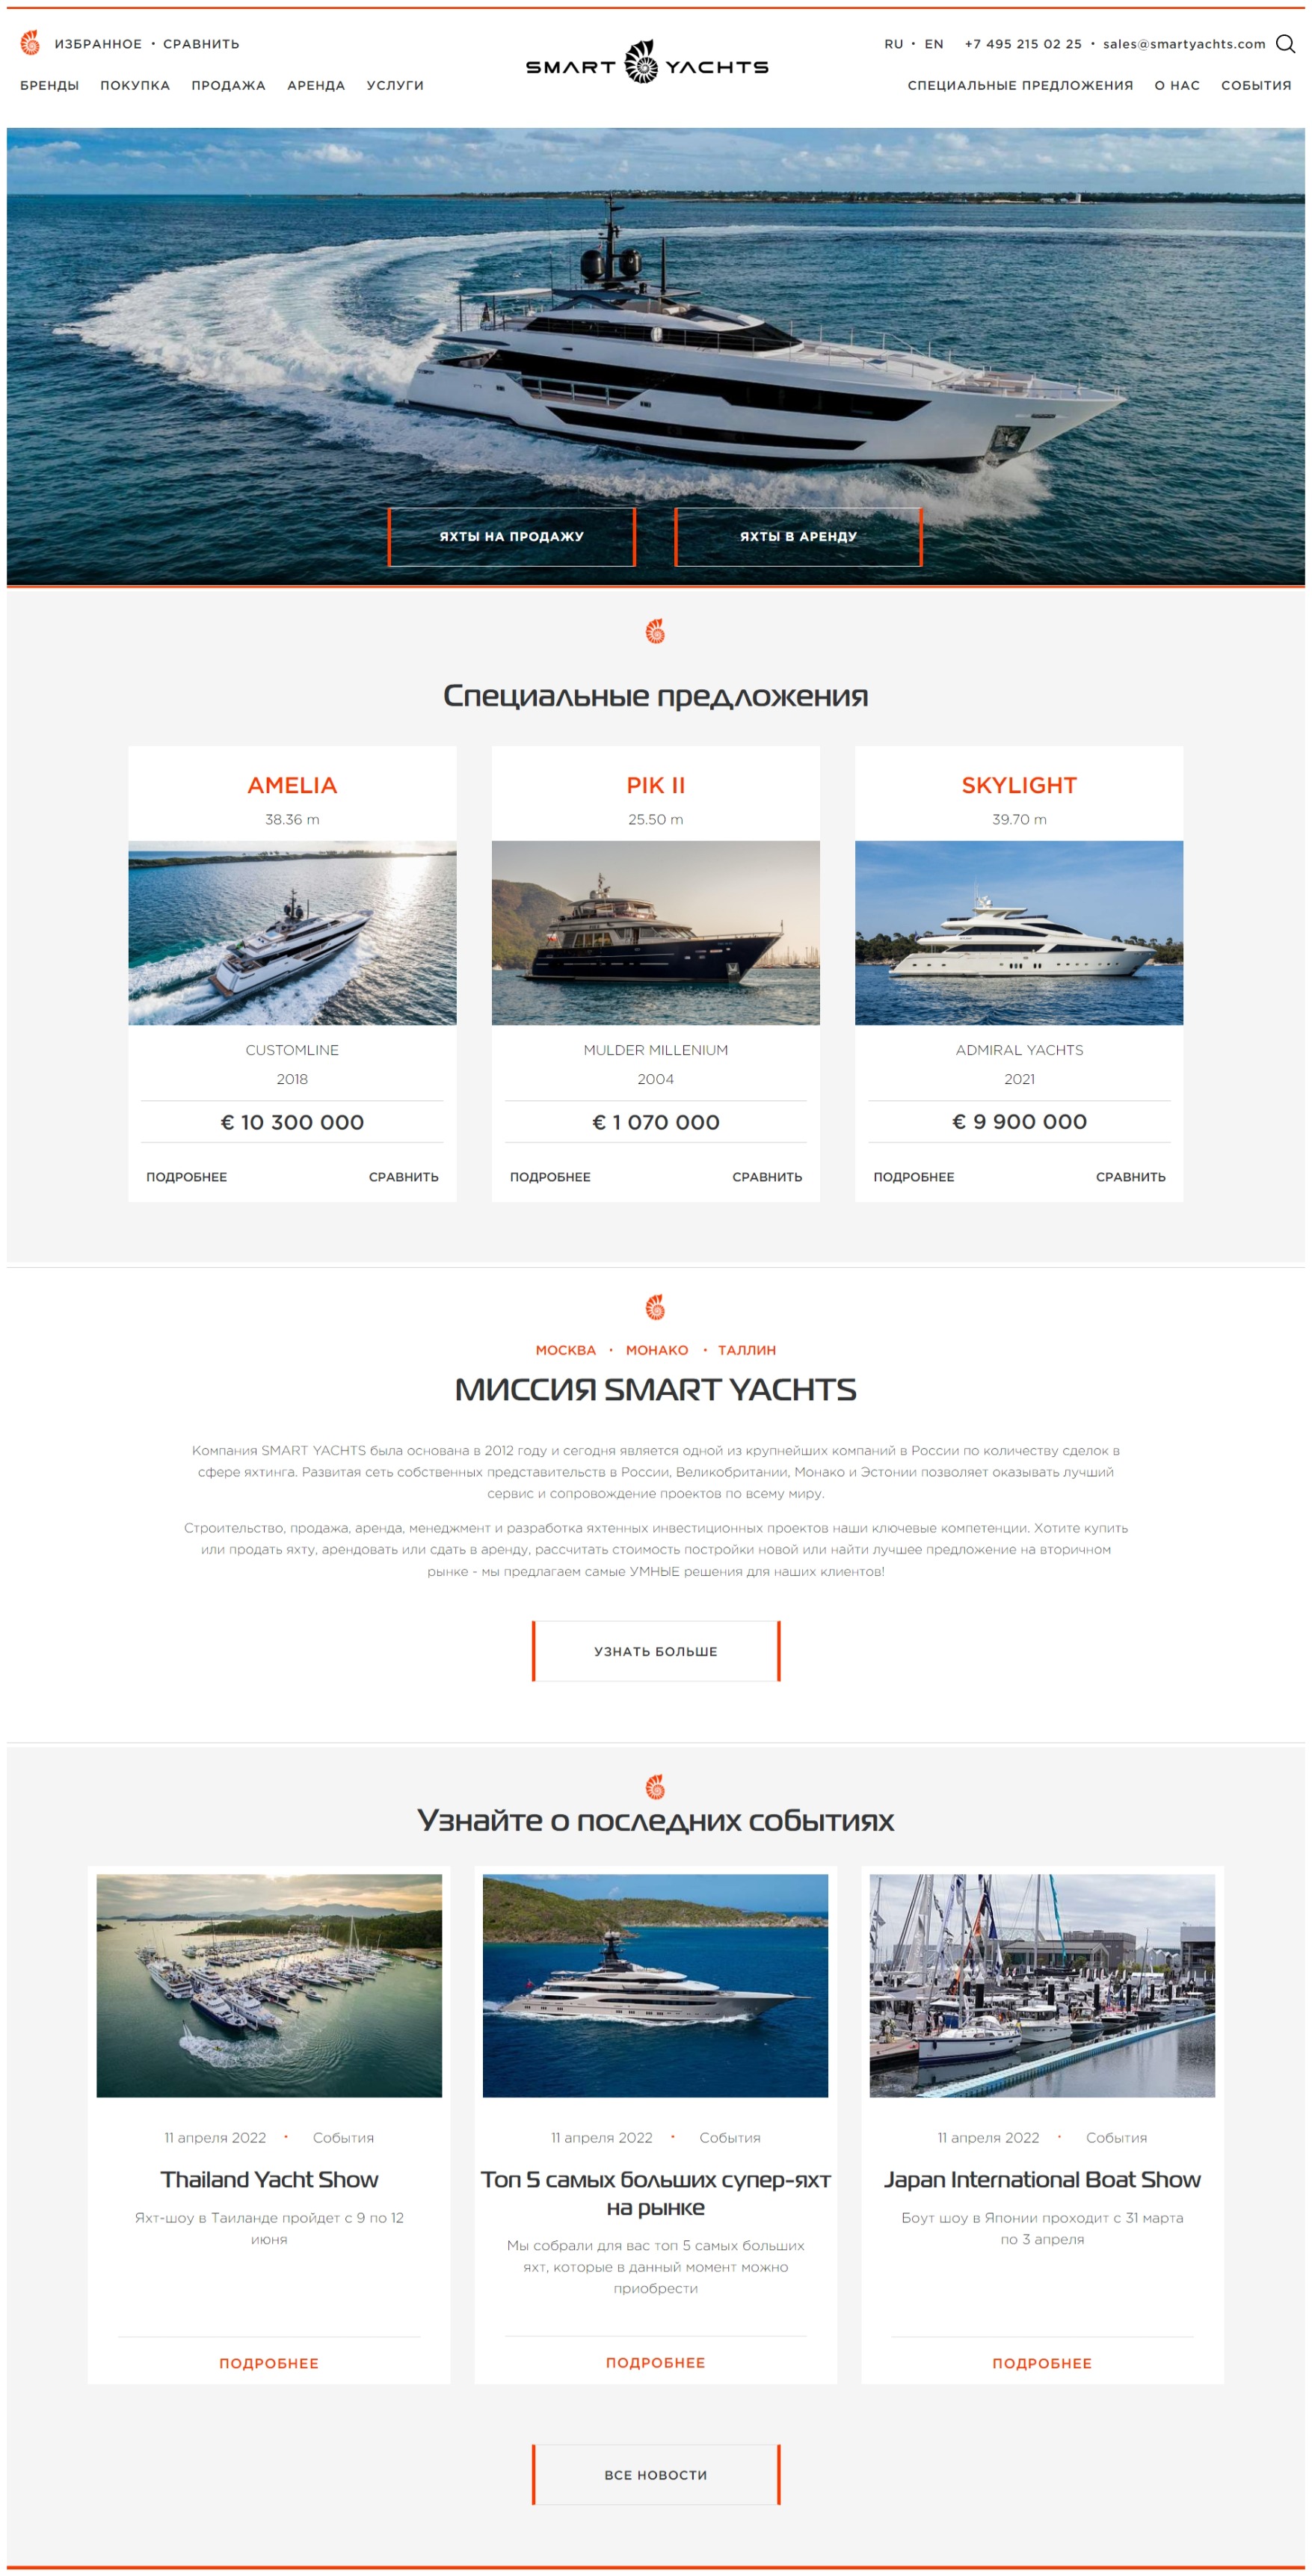 ИЗБРАННОЕ • СРАВНИТЬ
SMART YACHTS
RU • EN +7 495 215 02 25 • sales@smartyachts.com
БРЕНДЫ ПОКУПКА ПРОДАЖА АРЕНДА УСЛУГИ
СПЕЦИАЛЬНЫЕ ПРЕДЛОЖЕНИЯ О НАС СОБЫТИЯ
ЯХТЫ НА ПРОДАЖУ
ЯХТЫ В АРЕНДУ
Специальные предложения
AMELIA
38.36 m
CUSTOMLINE
2018
€ 10 300 000
ПОДРОБНЕЕ СРАВНИТЬ
PIK II
25.50 m
MULDER MILLENIUM
2004
€ 1 070 000
ПОДРОБНЕЕ СРАВНИТЬ
SKYLIGHT
39.70 m
ADMIRAL YACHTS
2021
€ 9 900 000
ПОДРОБНЕЕ СРАВНИТЬ
МОСКВА • МОНАКО • ТАЛЛИН
МИССИЯ SMART YACHTS
Компания SMART YACHTS была основана в 2012 году и сегодня является одной из крупнейших компаний в России по количеству сделок в
сфере яхтинга. Развитая сеть собственных представительств в России, Великобритании, Монако и Эстонии позволяет оказывать лучший
сервис и сопровождение проектов по всему миру.
Строительство, продажа, аренда, менеджмент и разработка яхтенных инвестиционных проектов наши ключевые компетенции. Хотите купить
или продать яхту, арендовать или сдать в аренду, рассчитать стоимость постройки новой или найти лучшее предложение на вторичном
рынке - мы предлагаем самые УМНЫЕ решения для наших клиентов!
УЗНАТЬ БОЛЬШЕ
Узнайте о последних событиях
11 апреля 2022 • События
Thailand Yacht Show
Яхт-шоу в Таиланде пройдет с 9 по 12
июня
ПОДРОБНЕЕ
11 апреля 2022 • События
Топ 5 самых больших супер-яхт
на рынке
Мы собрали для вас топ 5 самых больших
яхт, которые в данный момент можно
приобрести
ПОДРОБНЕЕ
11 апреля 2022 • События
Japan International Boat Show
Боут шоу в Японии проходит с 31 марта
по 3 апреля
ПОДРОБНЕЕ
ВСЕ НОВОСТИ